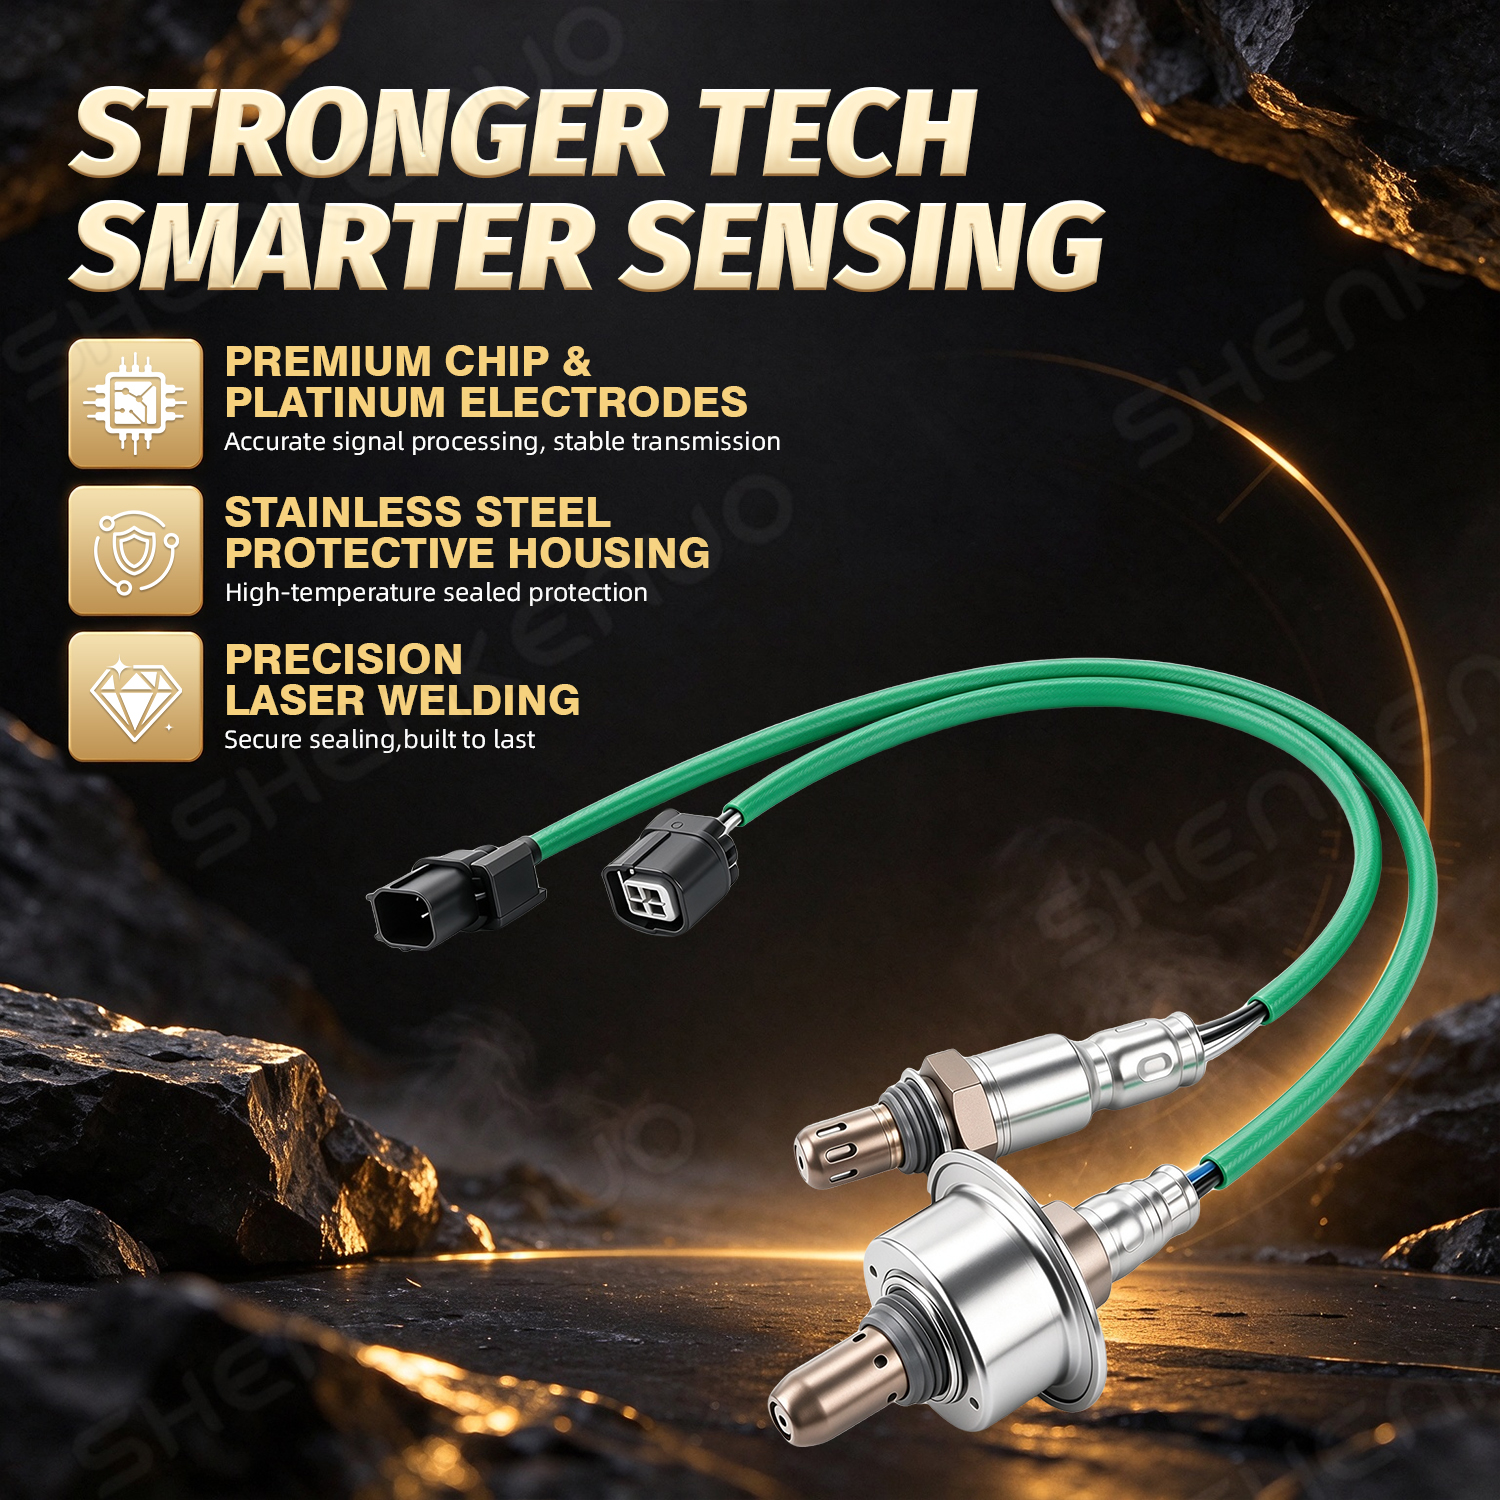 STRONGER TECH
SMARTER SENSING
PREMIUM CHIP &
PLATINUM ELECTRODES
Accurate signal processing, stable transmission
STAINLESS STEEL
PROTECTIVE HOUSING
High-temperature sealed protection
PRECISION
LASER WELDING
Secure sealing,built to last